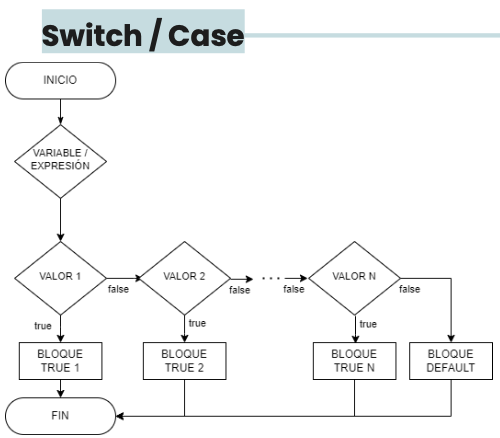 Switch / Case
INICIO
VARIABLE /
EXPRESIÓN
VALOR 1
false
VALOR 2
false
. . .
false
VALOR N
false
true
true
true
BLOQUE
TRUE 1
BLOQUE
TRUE 2
BLOQUE
TRUE N
BLOQUE
DEFAULT
FIN